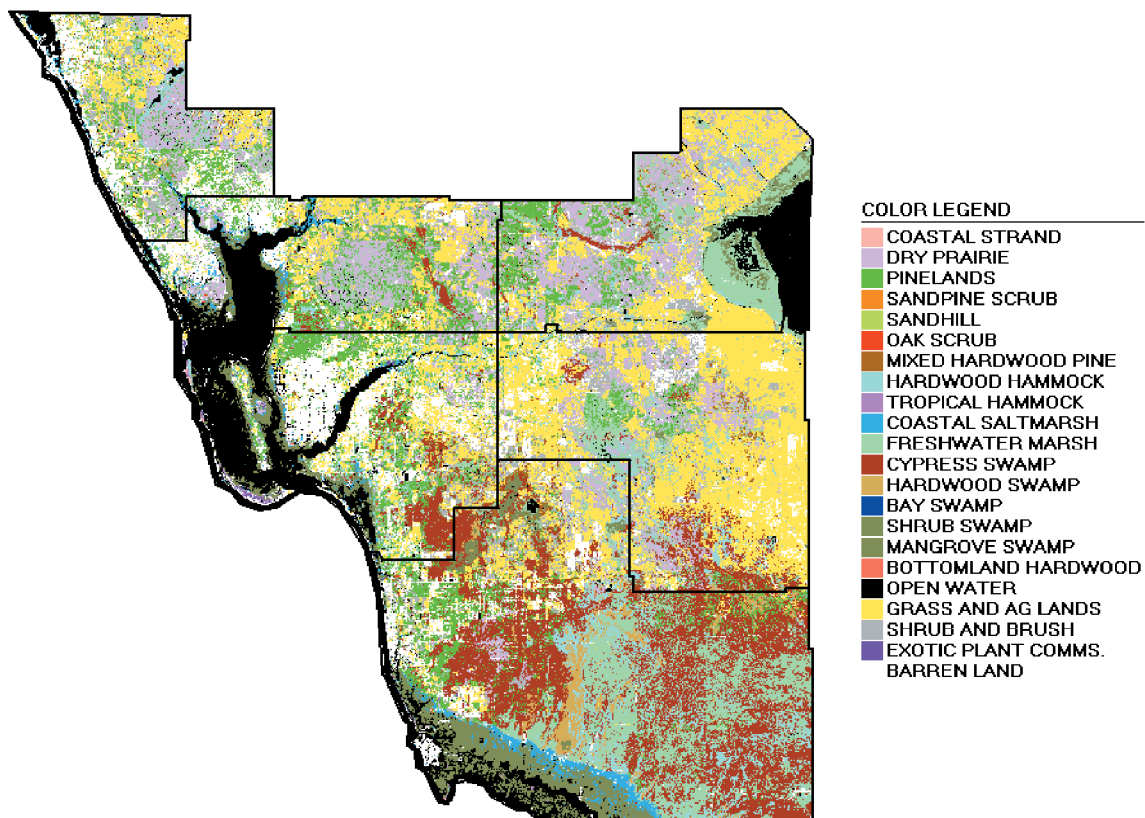 COLOR LEGEND
COASTAL STRAND
DRY PRAIRIE
PINELANDS
SANDPINE SCRUB
SANDHILL
OAK SCRUB
MIXED HARDWOOD PINE
HARDWOOD HAMMOCK
TROPICAL HAMMOCK
COASTAL SALTMARSH
FRESHWATER MARSH
CYPRESS SWAMP
HARDWOOD SWAMP
BAY SWAMP
SHRUB SWAMP
MANGROVE SWAMP
BOTTOMLAND HARDWOOD
OPEN WATER
GRASS AND AG LANDS
SHRUB AND BRUSH
EXOTIC PLANT COMMS.
BARREN LAND